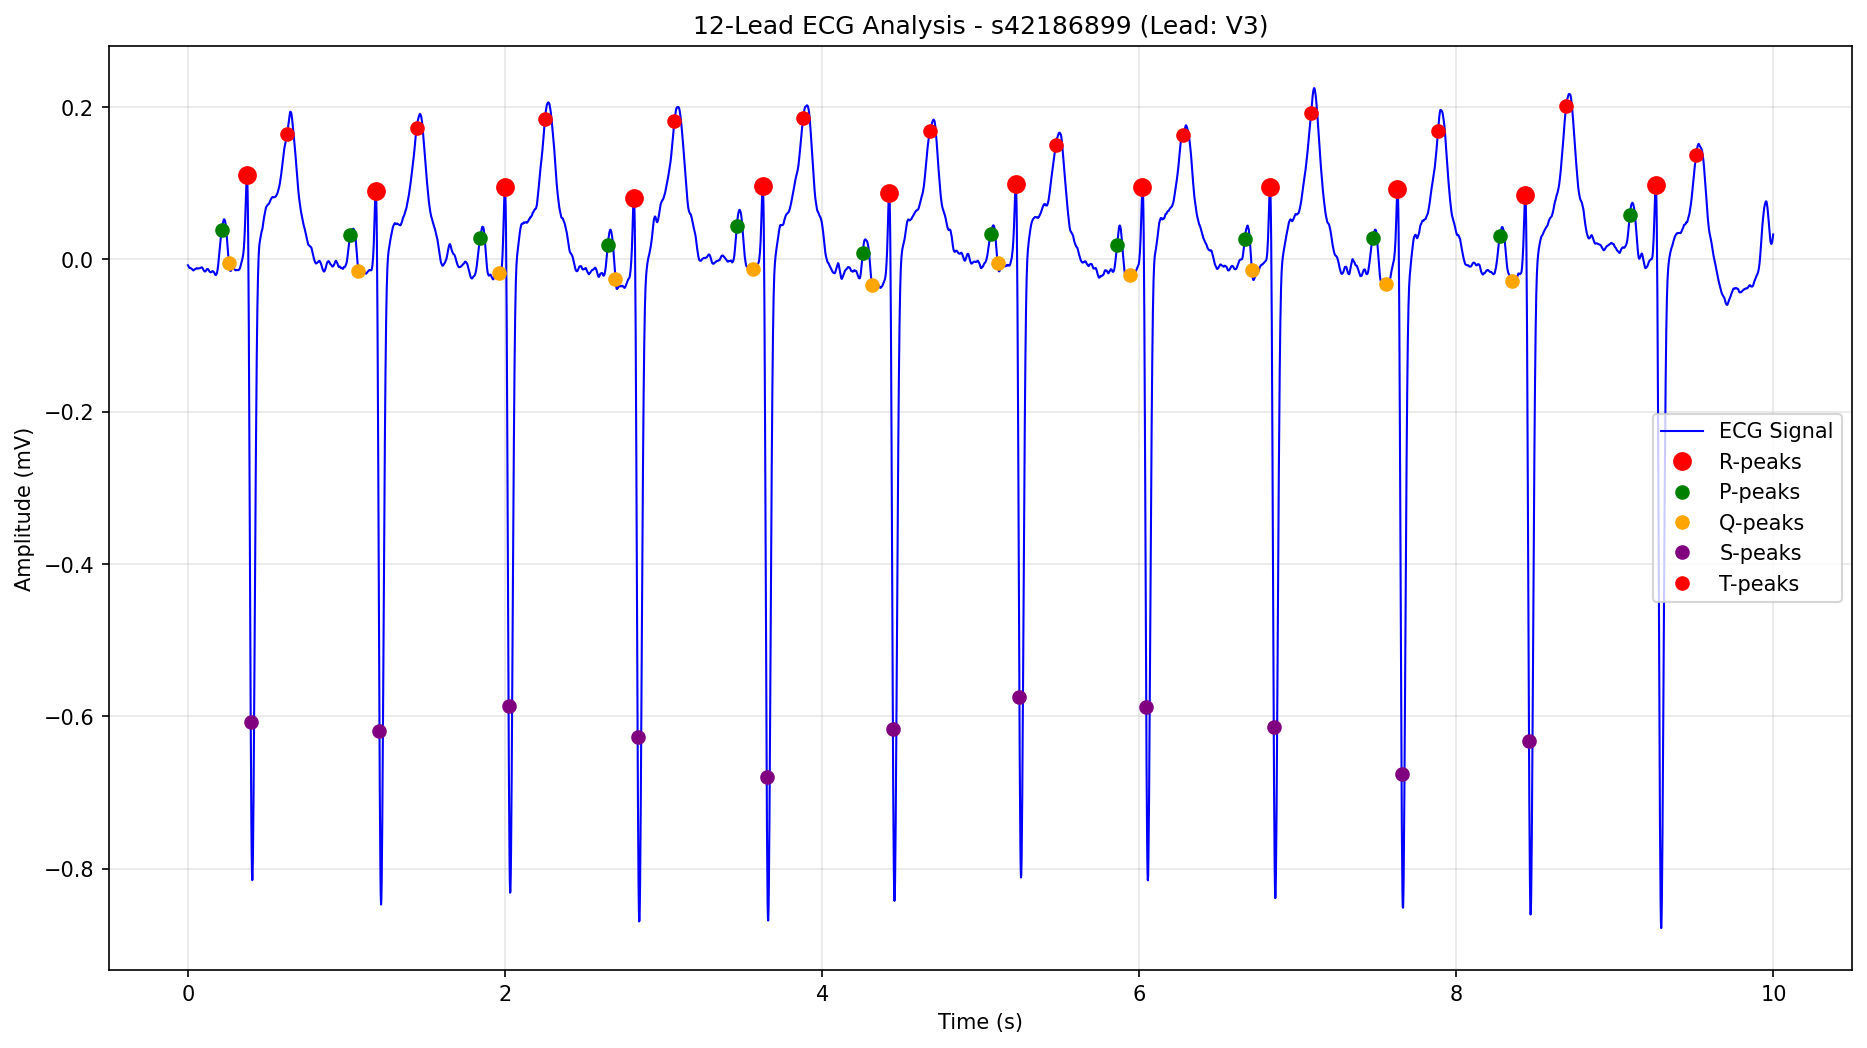 12-Lead ECG Analysis - s42186899 (Lead: V3)
Amplitude (mV)
0.2
0.0
−0.2
−0.4
−0.6
−0.8
ECG Signal
R-peaks
P-peaks
Q-peaks
S-peaks
T-peaks
0 2 4 6 8 10
Time (s)